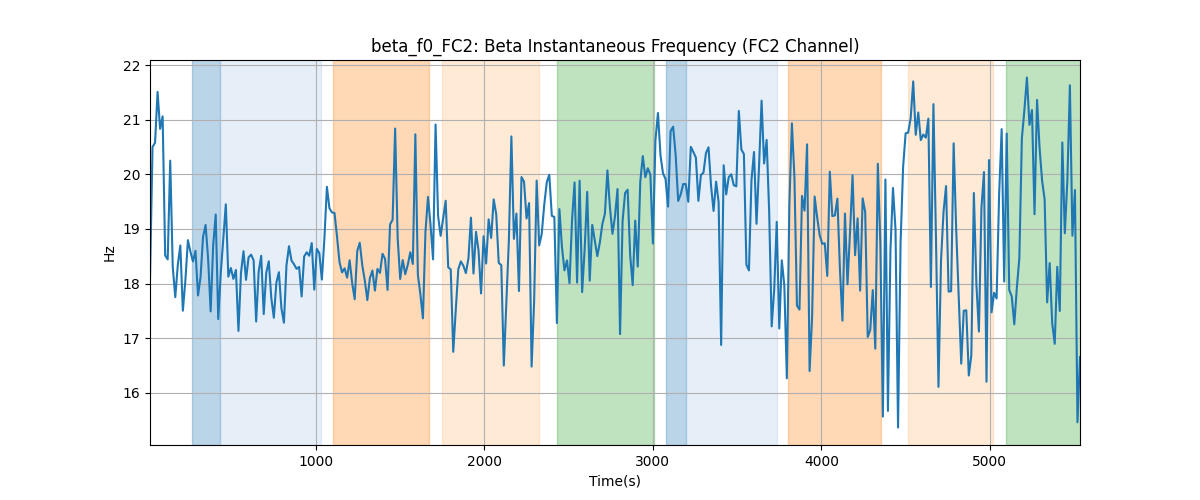 beta_f0_FC2: Beta Instantaneous Frequency (FC2 Channel)
22
21
20
19
18
17
16
Hz
1000 2000 3000 4000 5000
Time(s)